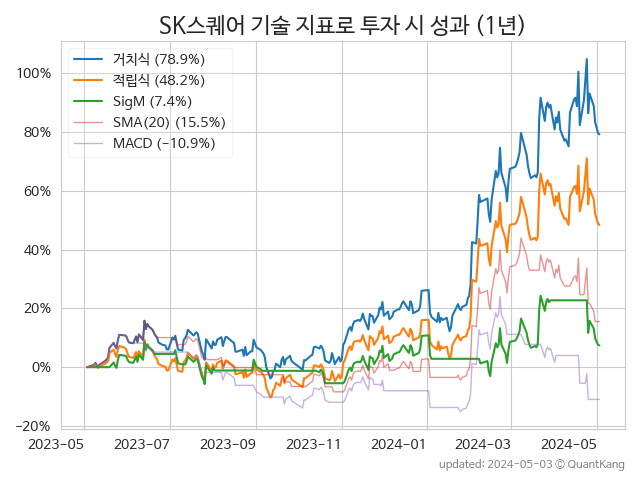 SK스퀘어 기술 지표로 투자 시 성과 (1년)
거치식 (78.9%)
적립식 (48.2%)
SigM (7.4%)
SMA(20) (15.5%)
MACD (−10.9%)
100%
80%
60%
40%
20%
0%
−20%
2023-05 2023-07 2023-09 2023-11 2024-01 2024-03 2024-05
updated: 2024-05-03 ⓒ QuantKang